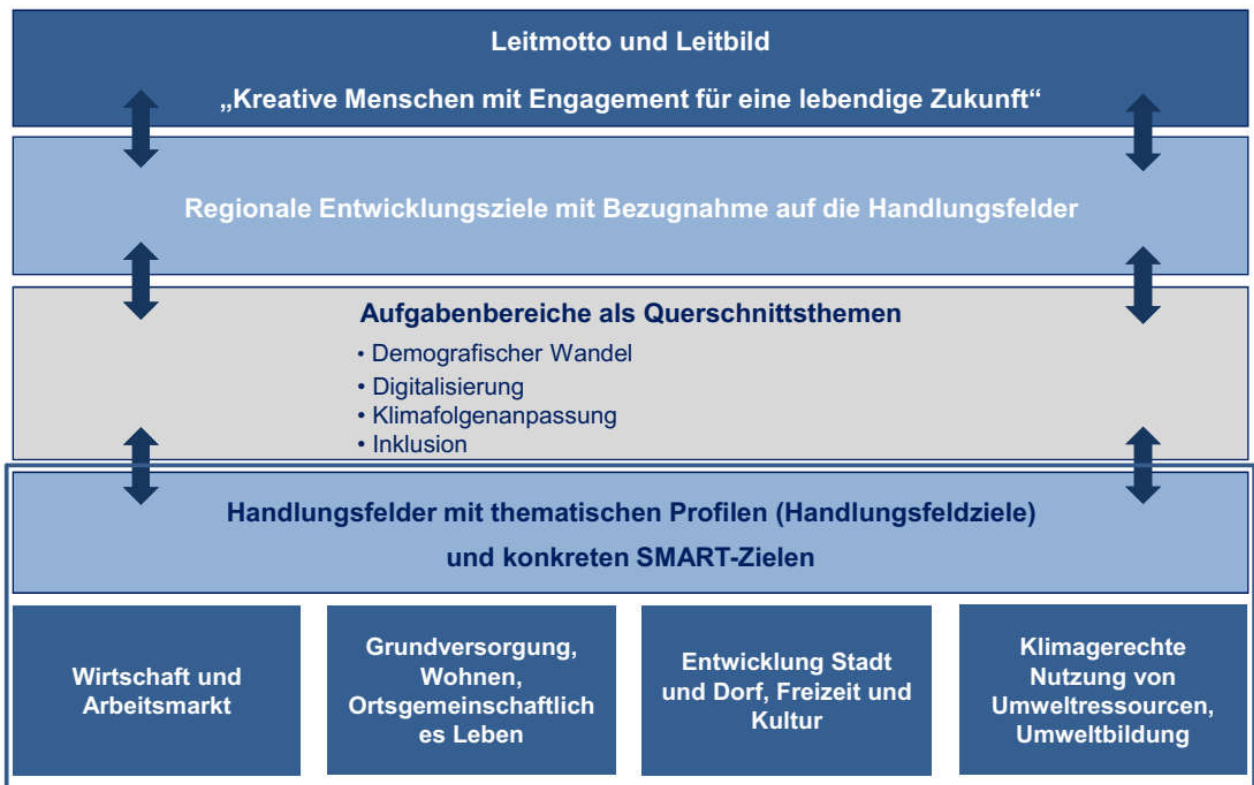 Leitmotto und Leitbild
„Kreative Menschen mit Engagement für eine lebendige Zukunft“
Regionale Entwicklungsziele mit Bezugnahme auf die Handlungsfelder
Aufgabenbereiche als Querschnittsthemen
• Demografischer Wandel
• Digitalisierung
• Klimafolgenanpassung
• Inklusion
Handlungsfelder mit thematischen Profilen (Handlungsfeldziele)
und konkreten SMART-Zielen
Wirtschaft und
Arbeitsmarkt
Grundversorgung,
Wohnen,
Ortsgemeinschaftlich
es Leben
Entwicklung Stadt
und Dorf, Freizeit und
Kultur
Klimagerechte
Nutzung von
Umweltressourcen,
Umweltbildung